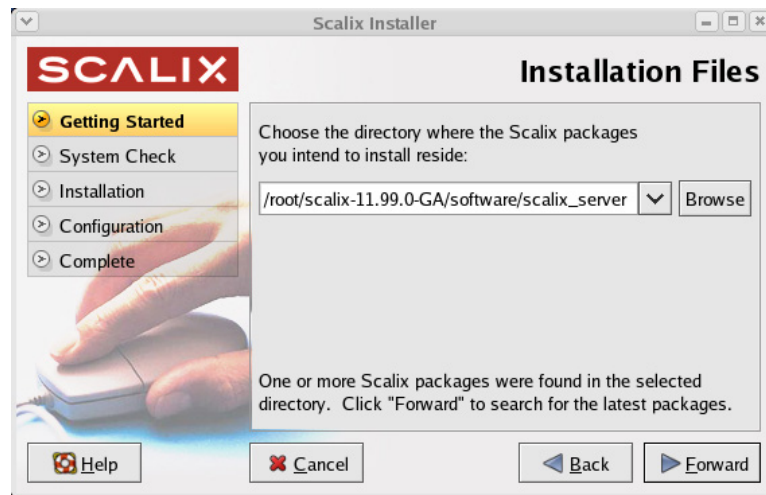 Scalix Installer
SCALIX
Installation Files
Getting Started
System Check
Installation
Configuration
Complete
Choose the directory where the Scalix packages
you intend to install reside:
/root/scalix-11.99.0-GA/software/scalix_server
Browse
One or more Scalix packages were found in the selected
directory. Click "Forward" to search for the latest packages.
Help
Cancel
Back
Forward